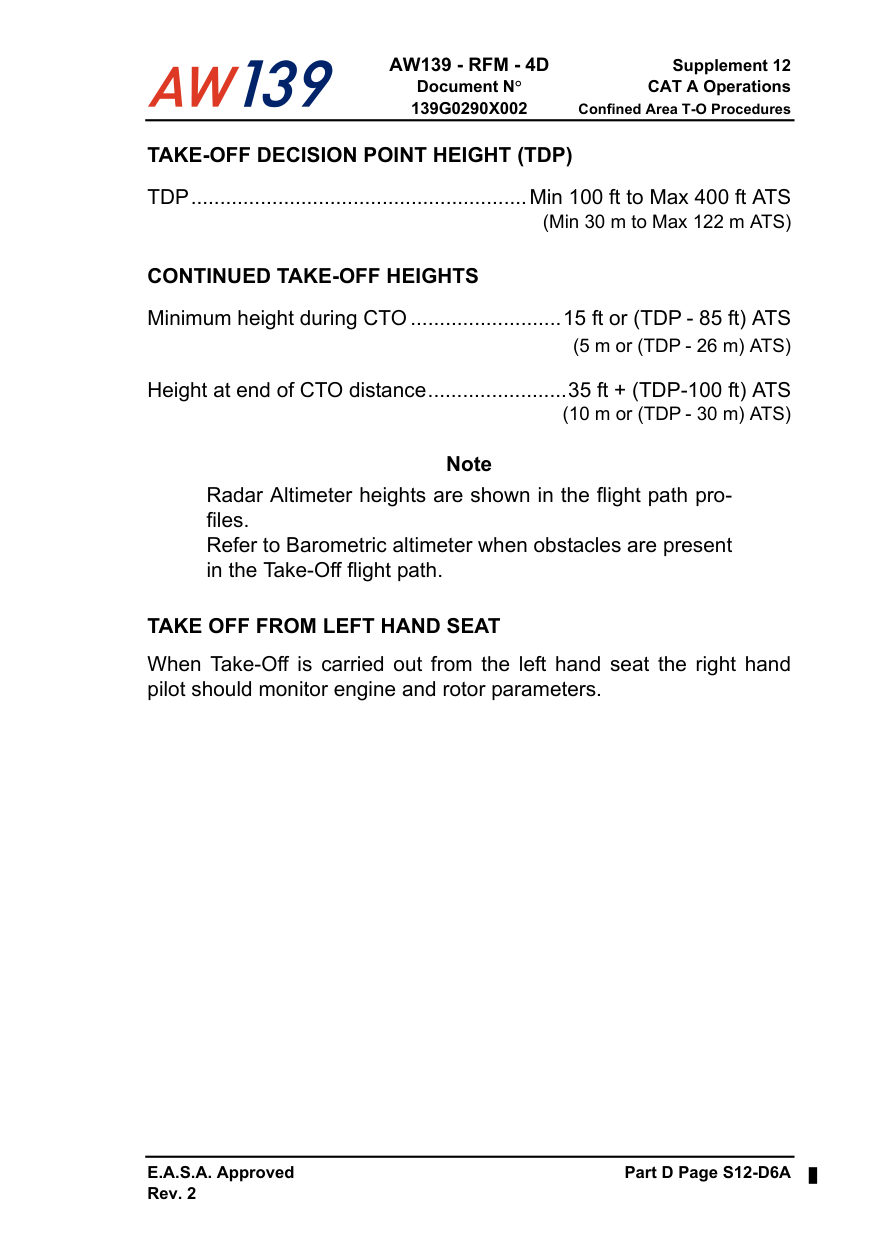 AW139
AW139 - RFM - 4D
Document N°
139G0290X002
Supplement 12
CAT A Operations
Confined Area T-O Procedures
TAKE-OFF DECISION POINT HEIGHT (TDP)
TDP..........................................................Min 100 ft to Max 400 ft ATS
(Min 30 m to Max 122 m ATS)
CONTINUED TAKE-OFF HEIGHTS
Minimum height during CTO ..........................15 ft or (TDP - 85 ft) ATS
(5 m or (TDP - 26 m) ATS)
Height at end of CTO distance........................35 ft + (TDP-100 ft) ATS
(10 m or (TDP - 30 m) ATS)
Note
Radar Altimeter heights are shown in the flight path pro-
files.
Refer to Barometric altimeter when obstacles are present
in the Take-Off flight path.
TAKE OFF FROM LEFT HAND SEAT
When Take-Off is carried out from the left hand seat the right hand
pilot should monitor engine and rotor parameters.
E.A.S.A. Approved
Rev. 2
Part D Page S12-D6A